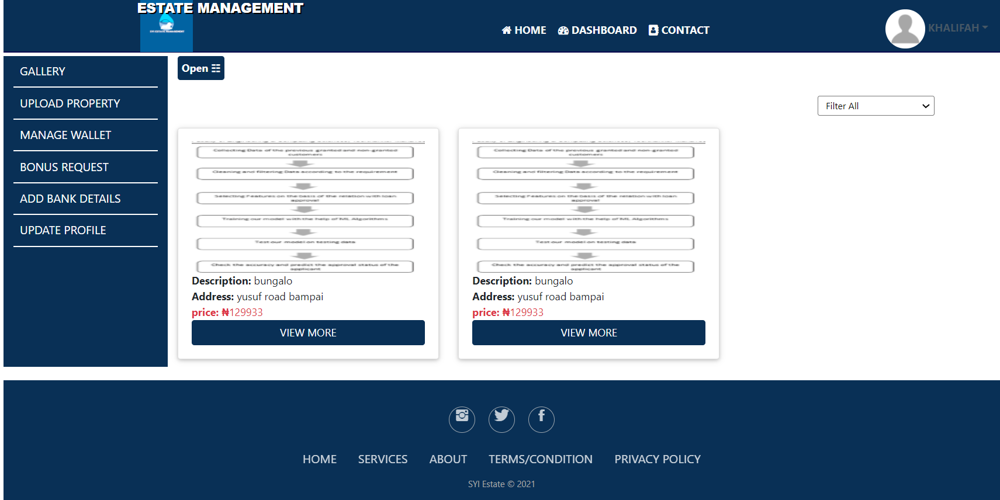 ESTATE MANAGEMENT
SYI ESTATE MANAGEMENT
HOME
DASHBOARD
CONTACT
KHALIFAH
GALLERY
UPLOAD PROPERTY
MANAGE WALLET
BONUS REQUEST
ADD BANK DETAILS
UPDATE PROFILE
Open
Filter All
Collecting Data of the previous granted and non-granted
customers
Cleaning and filtering Data according to the requirement
Selecting Features on the basis of the relation with loan
approval
Training our model with the help of ML Algorithms
Test our model on testing data
Check the accuracy and predict the approval status of the
applicant
Description: bungalo
Address: yusuf road bampai
price: ₦129933
VIEW MORE
Collecting Data of the previous granted and non-granted
customers
Cleaning and filtering Data according to the requirement
Selecting Features on the basis of the relation with loan
approval
Training our model with the help of ML Algorithms
Test our model on testing data
Check the accuracy and predict the approval status of the
applicant
Description: bungalo
Address: yusuf road bampai
price: ₦129933
VIEW MORE
HOME
SERVICES
ABOUT
TERMS/CONDITION
PRIVACY POLICY
SYI Estate © 2021